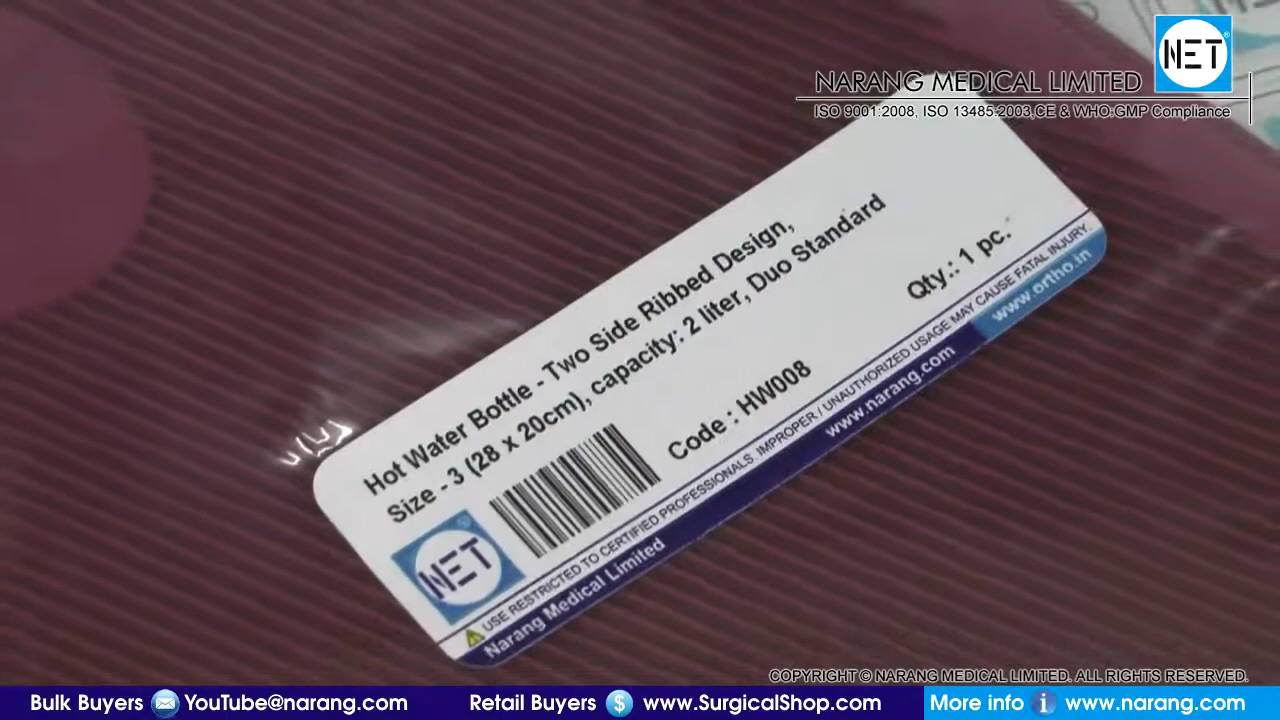 NET
NARANG MEDICAL LIMITED
ISO 9001:2008, ISO 13485:2003,CE & WHO:GMP Compliance
Hot Water Bottle - Two Side Ribbed Design,
Size - 3 (28 x 20cm), capacity: 2 liter, Duo Standard
Qty.: 1 pc.
Code : HW008
NET
USE RESTRICTED TO CERTIFIED PROFESSIONALS. IMPROPER / UNAUTHORIZED USAGE MAY CAUSE FATAL INJURY.
Narang Medical Limited www.narang.com www.ortho.in
COPYRIGHT © NARANG MEDICAL LIMITED. ALL RIGHTS RESERVED.
Bulk Buyers YouTube@narang.com Retail Buyers $ www.SurgicalShop.com More info i www.narang.com